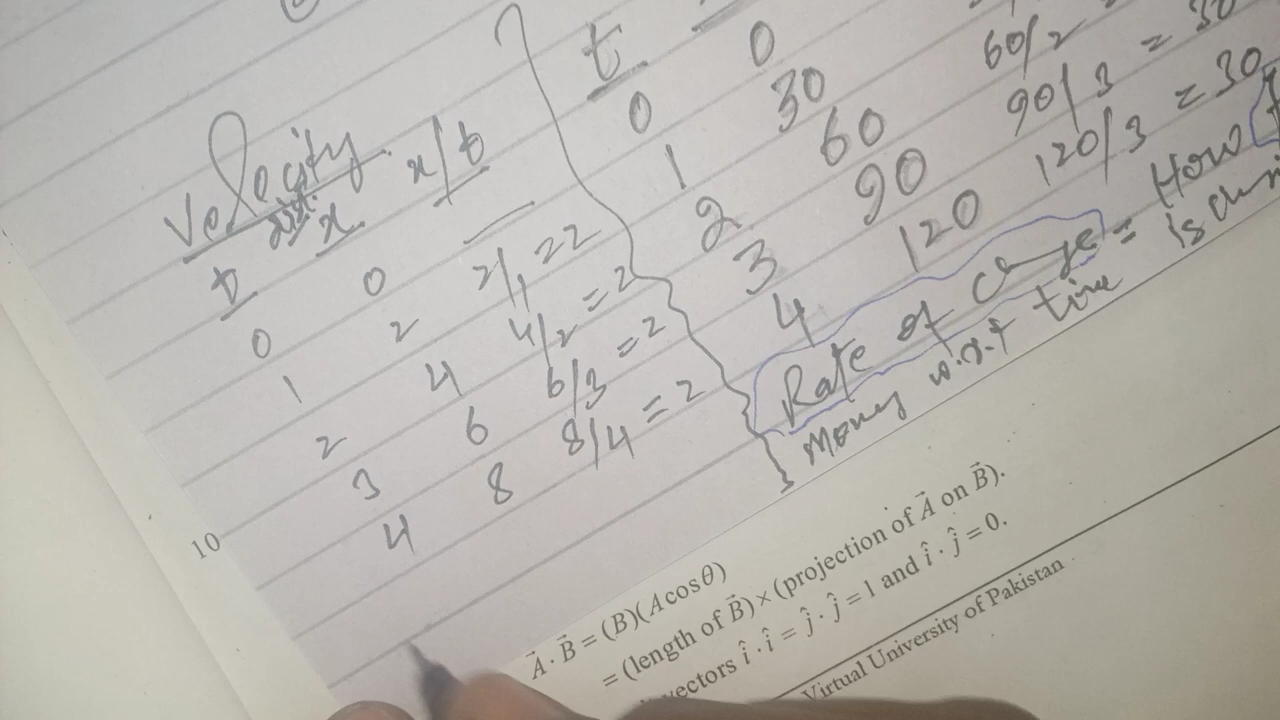 Velocity
dist.
t x x/t
0 0
1 2 2/1 = 2
2 4 4/2 = 2
3 6 6/3 = 2
4 8 8/4 = 2
t
0 0
1 30
2 60 60/2
3 90 90/3 = 30
4 120 120/3 = 30
Rate of change = How
Money w.r.t time is
10
A⃗ · B⃗ = (B)(A cos θ)
= (length of B⃗) × (projection of A⃗ on B⃗).
vectors î · î = ĵ · ĵ = 1 and î · ĵ = 0.
Virtual University of Pakistan